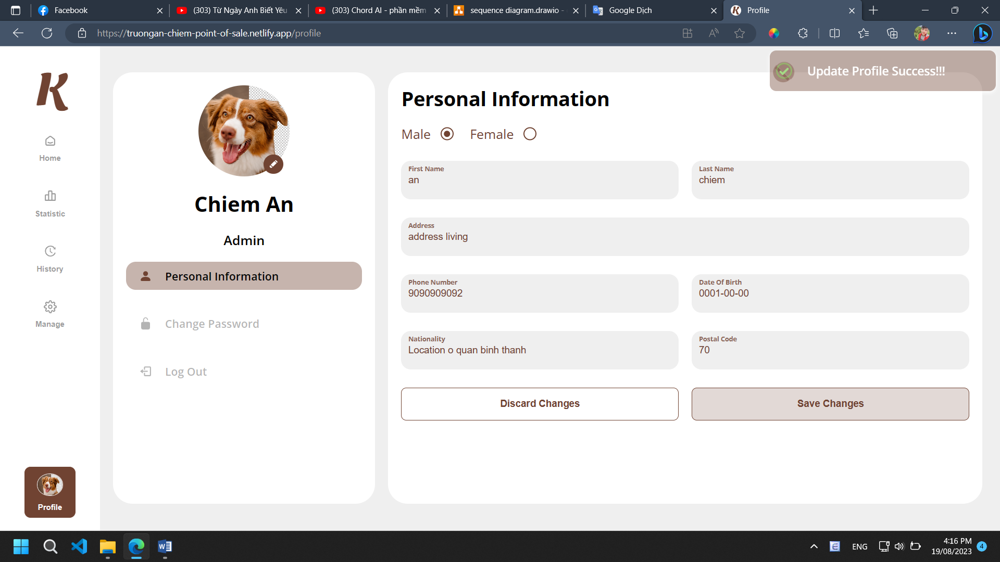 Facebook
(303) Từ Ngày Anh Biết Yêu
(303) Chord AI - phần mềm
sequence diagram.drawio -
Google Dịch
Profile
https://truongan-chiem-point-of-sale.netlify.app/profile
Update Profile Success!!!
K
Home
Statistic
History
Manage
Profile
Chiem An
Admin
Personal Information
Change Password
Log Out
Personal Information
Male
Female
First Name
an
Last Name
chiem
Address
address living
Phone Number
9090909092
Date Of Birth
0001-00-00
Nationality
Location o quan binh thanh
Postal Code
70
Discard Changes
Save Changes
ENG
4:16 PM
19/08/2023
4